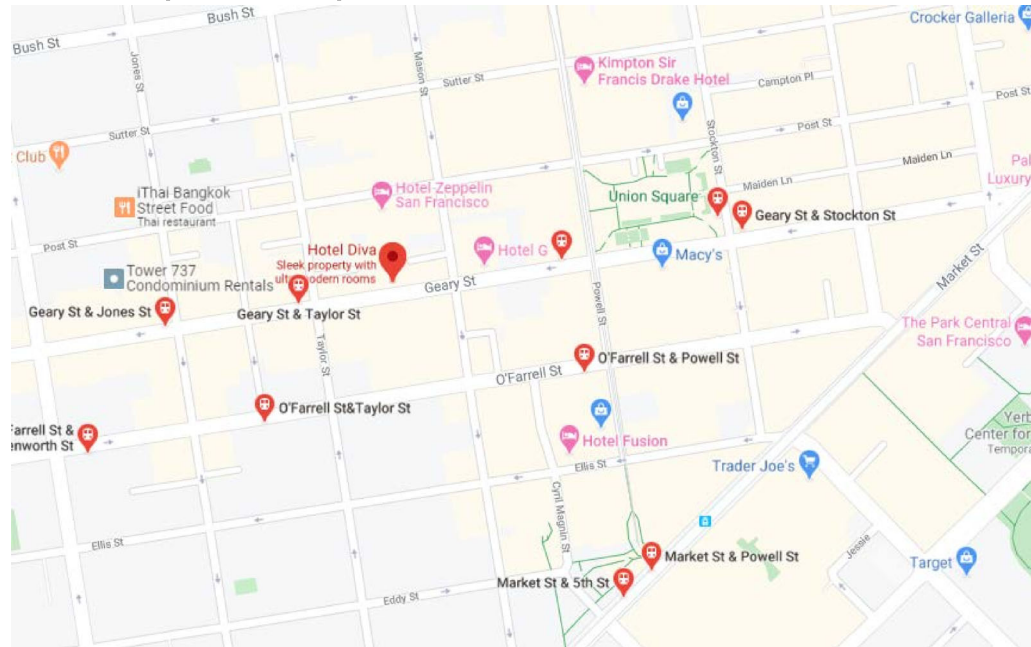 Bush St
Bush St
Crocker Galleria
Jones St
Mason St
Kimpton Sir
Francis Drake Hotel
Sutter St
Campton Pl
Post St
Sutter St
Stockton St
Post St
Club
Maiden Ln
Pal
Luxury
iThai Bangkok
Street Food
Thai restaurant
Hotel Zeppelin
San Francisco
Union Square
Maiden Ln
Geary St & Stockton St
Post St
Hotel Diva
Sleek property with
ultramodern rooms
Hotel G
Macy's
Market St
Tower 737
Condominium Rentals
Geary St
Powell St
Geary St & Jones St
Geary St & Taylor St
The Park Central
San Francisco
Taylor St
O'Farrell St & Powell St
O'Farrell St
O'Farrell St&Taylor St
Farrell St &
enworth St
Yerb
Center for
Tempora
Hotel Fusion
Ellis St
Trader Joe's
Cyril Magnin St
Ellis St
Jessie
Market St & Powell St
Target
Market St & 5th St
Eddy St